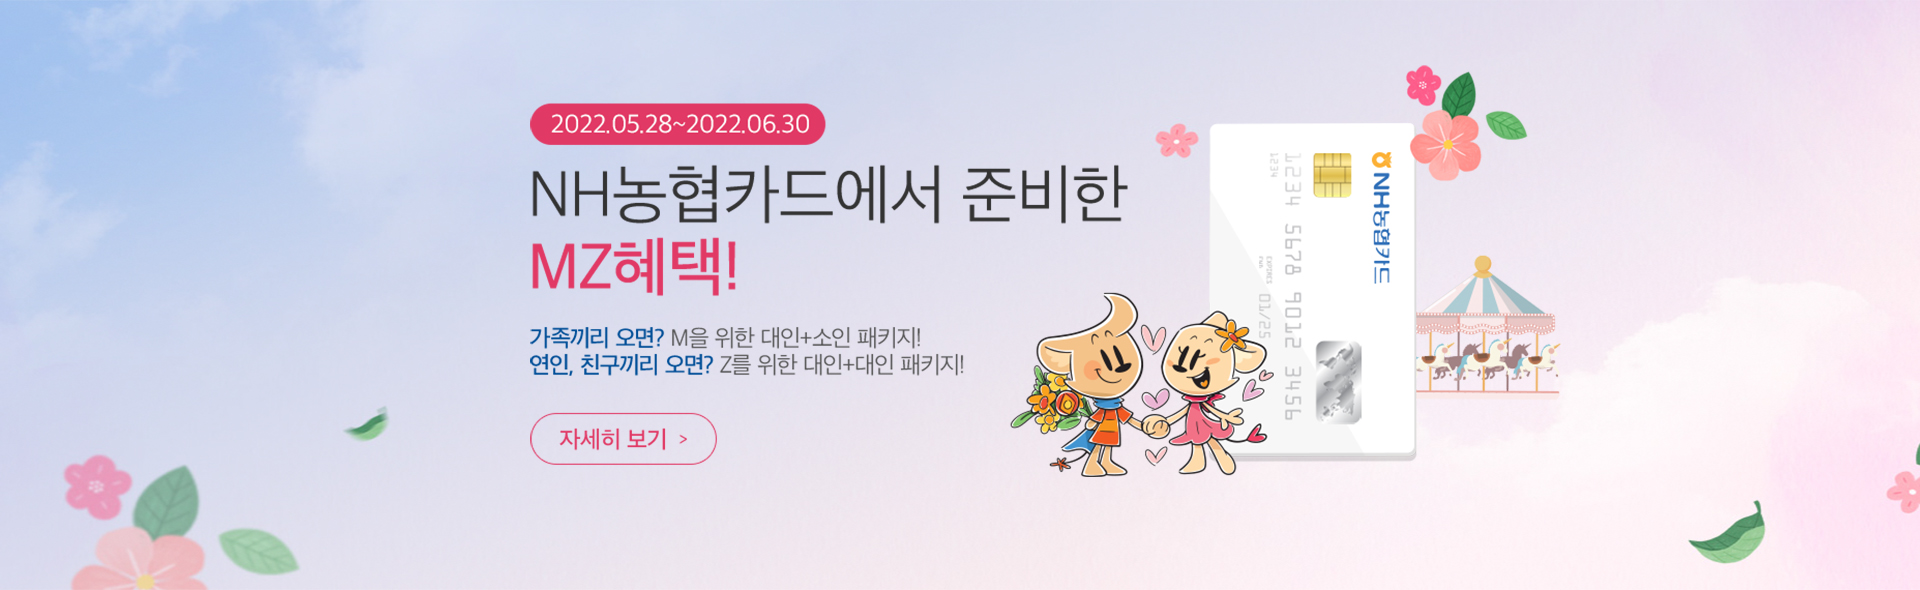 2022.05.28~2022.06.30
NH농협카드에서 준비한
MZ혜택!
가족끼리 오면? M을 위한 대인+소인 패키지!
연인, 친구끼리 오면? Z를 위한 대인+대인 패키지!
자세히 보기 >
NH농협카드
1234 5678 9012 3456
1234
01/25